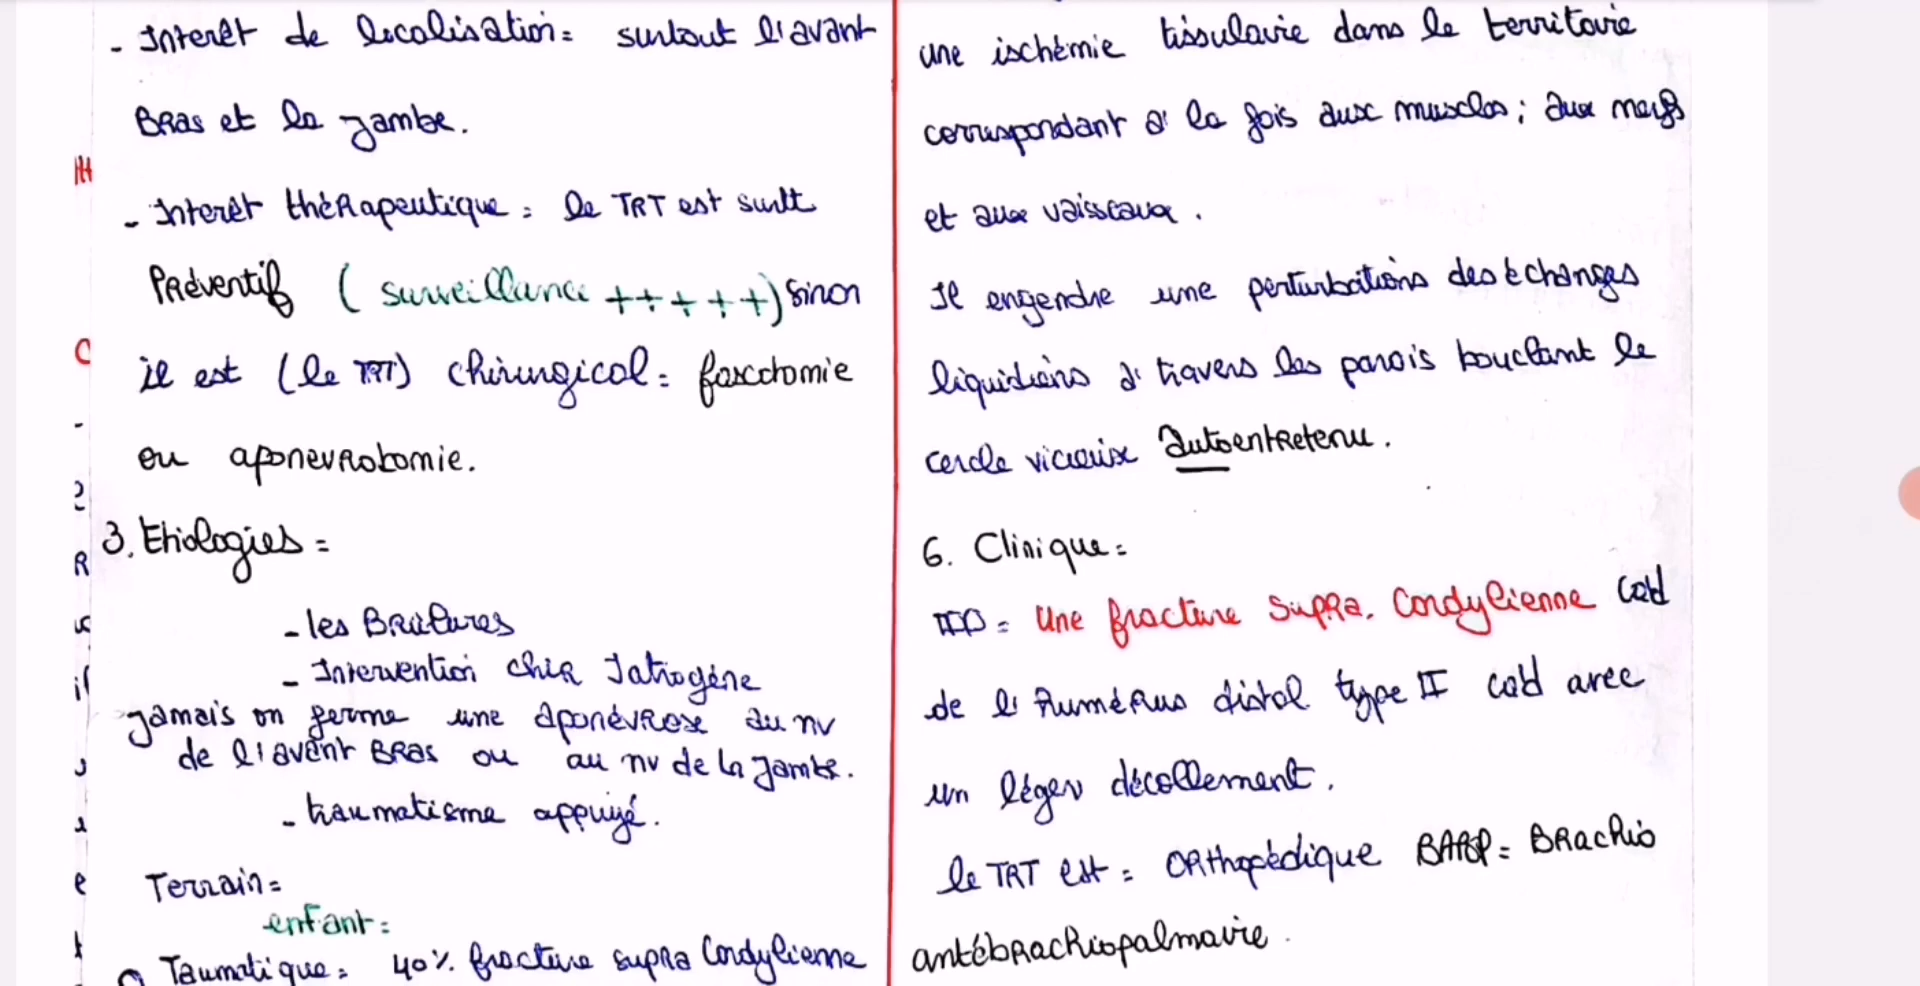 - Interêt de localisation: surtout l'avant
Bras et la jambe.
- Interêt thérapeutique: le TRT est surtt
Préventif (surveillance +++++) sinon
il est (le TRT) chirurgical: fasciotomie
ou aponevrotomie.
3. Etiologies:
- les Brûlures
- Intervention chir Iatrogène
jamais on ferme une aponévrose au nv
de l'avant Bras ou au nv de la jambe.
- traumatisme appuyé.
Terrain:
enfant:
Taumatique: 40% fracture supra Condylienne
une ischémie tissulaire dans le territoire
correspondant à la fois aux muscles; aux nerfs
et aux vaisseaux.
Il engendre une perturbations des échanges
liquidiens à travers les parois bouclant le
cercle vicieux autoentretenu.
6. Clinique:
Une fracture supra. Condylienne càd
de l'humérus distal type II càd avec
un léger décollement.
le TRT est: Orthopédique BABP: Brachio
antébrachiopalmaire.